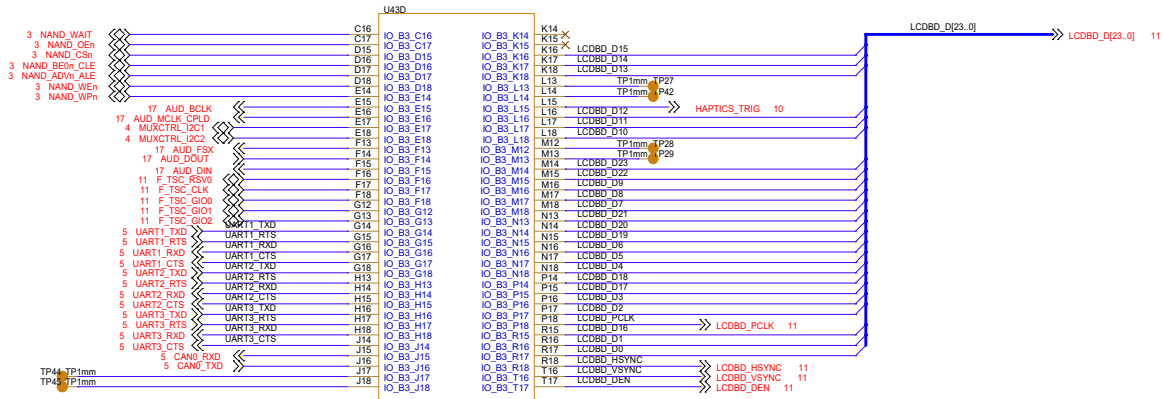 U43D
LCDBD_D[23..0]
3 NAND_WAIT C16 IO_B3_C16 IO_B3_K14 K14 LCDBD_D[23..0] 11
3 NAND_OEn C17 IO_B3_C17 IO_B3_K15 K15
3 NAND_CSn D15 IO_B3_D15 IO_B3_K16 K16 LCDBD_D15
3 NAND_BE0n_CLE D16 IO_B3_D16 IO_B3_K17 K17 LCDBD_D14
3 NAND_ADVn_ALE D17 IO_B3_D17 IO_B3_K18 K18 LCDBD_D13
3 NAND_WEn D18 IO_B3_D18 IO_B3_L13 L13 TP1mm TP27
3 NAND_WPn E14 IO_B3_E14 IO_B3_L14 L14 TP1mm TP42
17 AUD_BCLK E15 IO_B3_E15 IO_B3_L15 L15 HAPTICS_TRIG 10
17 AUD_MCLK_CPLD E16 IO_B3_E16 IO_B3_L16 L16 LCDBD_D12
4 MUXCTRL_I2C1 E17 IO_B3_E17 IO_B3_L17 L17 LCDBD_D11
4 MUXCTRL_I2C2 E18 IO_B3_E18 IO_B3_L18 L18 LCDBD_D10
17 AUD_FSX F13 IO_B3_F13 IO_B3_M12 M12 TP1mm TP28
17 AUD_DOUT F14 IO_B3_F14 IO_B3_M13 M13 TP1mm TP29
17 AUD_DIN F15 IO_B3_F15 IO_B3_M14 M14 LCDBD_D23
11 F_TSC_RSV0 F16 IO_B3_F16 IO_B3_M15 M15 LCDBD_D22
11 F_TSC_CLK F17 IO_B3_F17 IO_B3_M16 M16 LCDBD_D9
11 F_TSC_GIO0 F18 IO_B3_F18 IO_B3_M17 M17 LCDBD_D8
11 F_TSC_GIO1 G12 IO_B3_G12 IO_B3_M18 M18 LCDBD_D7
11 F_TSC_GIO2 G13 IO_B3_G13 IO_B3_N13 N13 LCDBD_D21
5 UART1_TXD UART1_TXD G14 IO_B3_G14 IO_B3_N14 N14 LCDBD_D20
5 UART1_RTS UART1_RTS G15 IO_B3_G15 IO_B3_N15 N15 LCDBD_D19
5 UART1_RXD UART1_RXD G16 IO_B3_G16 IO_B3_N16 N16 LCDBD_D6
5 UART1_CTS UART1_CTS G17 IO_B3_G17 IO_B3_N17 N17 LCDBD_D5
5 UART2_TXD UART2_TXD G18 IO_B3_G18 IO_B3_N18 N18 LCDBD_D4
5 UART2_RTS UART2_RTS H13 IO_B3_H13 IO_B3_P14 P14 LCDBD_D18
5 UART2_RXD UART2_RXD H14 IO_B3_H14 IO_B3_P15 P15 LCDBD_D17
5 UART2_CTS UART2_CTS H15 IO_B3_H15 IO_B3_P16 P16 LCDBD_D3
5 UART3_TXD UART3_TXD H16 IO_B3_H16 IO_B3_P17 P17 LCDBD_D2
5 UART3_RTS UART3_RTS H17 IO_B3_H17 IO_B3_P18 P18 LCDBD_PCLK LCDBD_PCLK 11
5 UART3_RXD UART3_RXD H18 IO_B3_H18 IO_B3_R15 R15 LCDBD_D16
5 UART3_CTS UART3_CTS J14 IO_B3_J14 IO_B3_R16 R16 LCDBD_D1
5 CAN0_RXD J15 IO_B3_J15 IO_B3_R17 R17 LCDBD_D0
5 CAN0_TXD J16 IO_B3_J16 IO_B3_R18 R18 LCDBD_HSYNC LCDBD_HSYNC 11
TP44 TP1mm J17 IO_B3_J17 IO_B3_T16 T16 LCDBD_VSYNC LCDBD_VSYNC 11
TP45 TP1mm J18 IO_B3_J18 IO_B3_T17 T17 LCDBD_DEN LCDBD_DEN 11